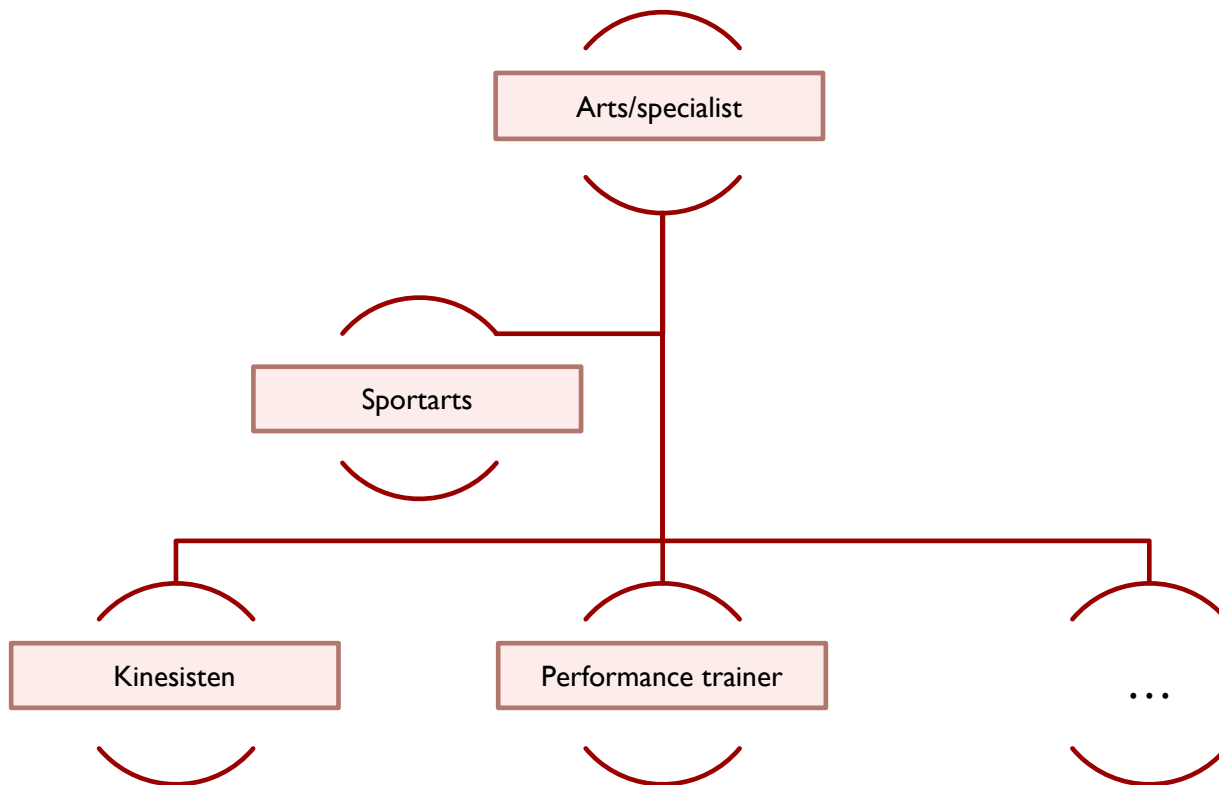 Arts/specialist
Sportarts
Kinesisten
Performance trainer
…